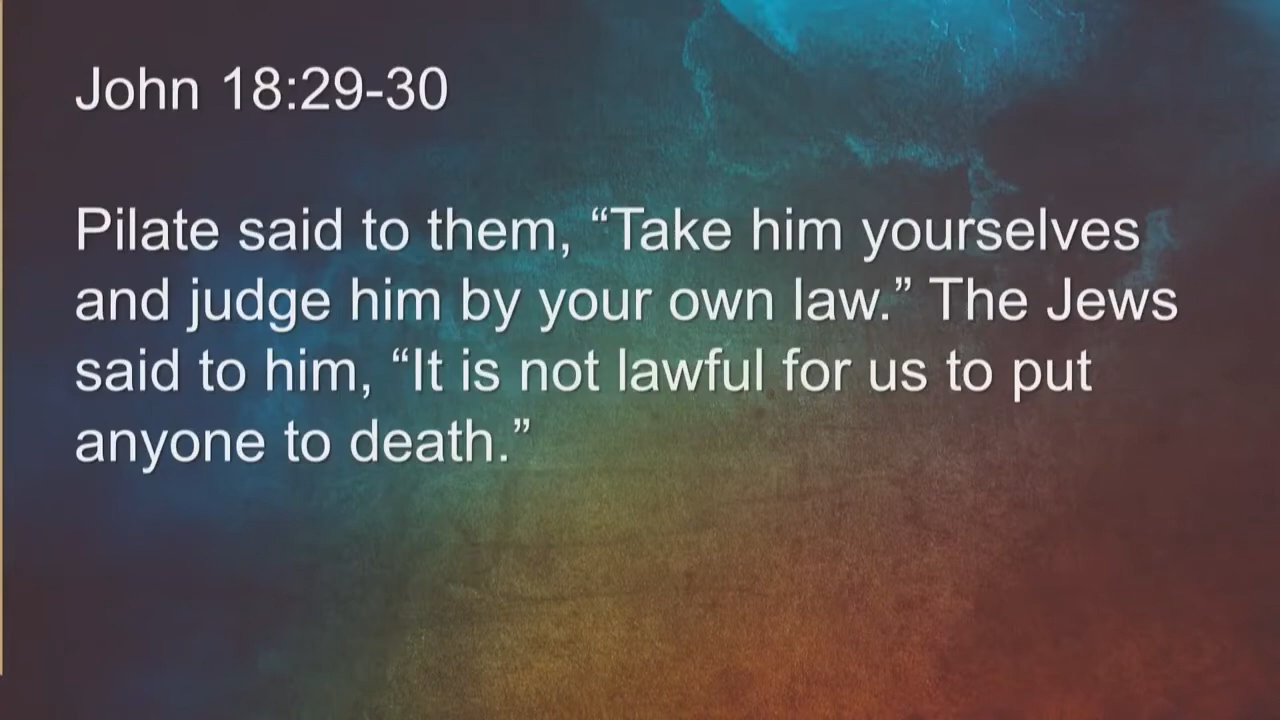 John 18:29-30
Pilate said to them, “Take him yourselves
and judge him by your own law.” The Jews
said to him, “It is not lawful for us to put
anyone to death.”